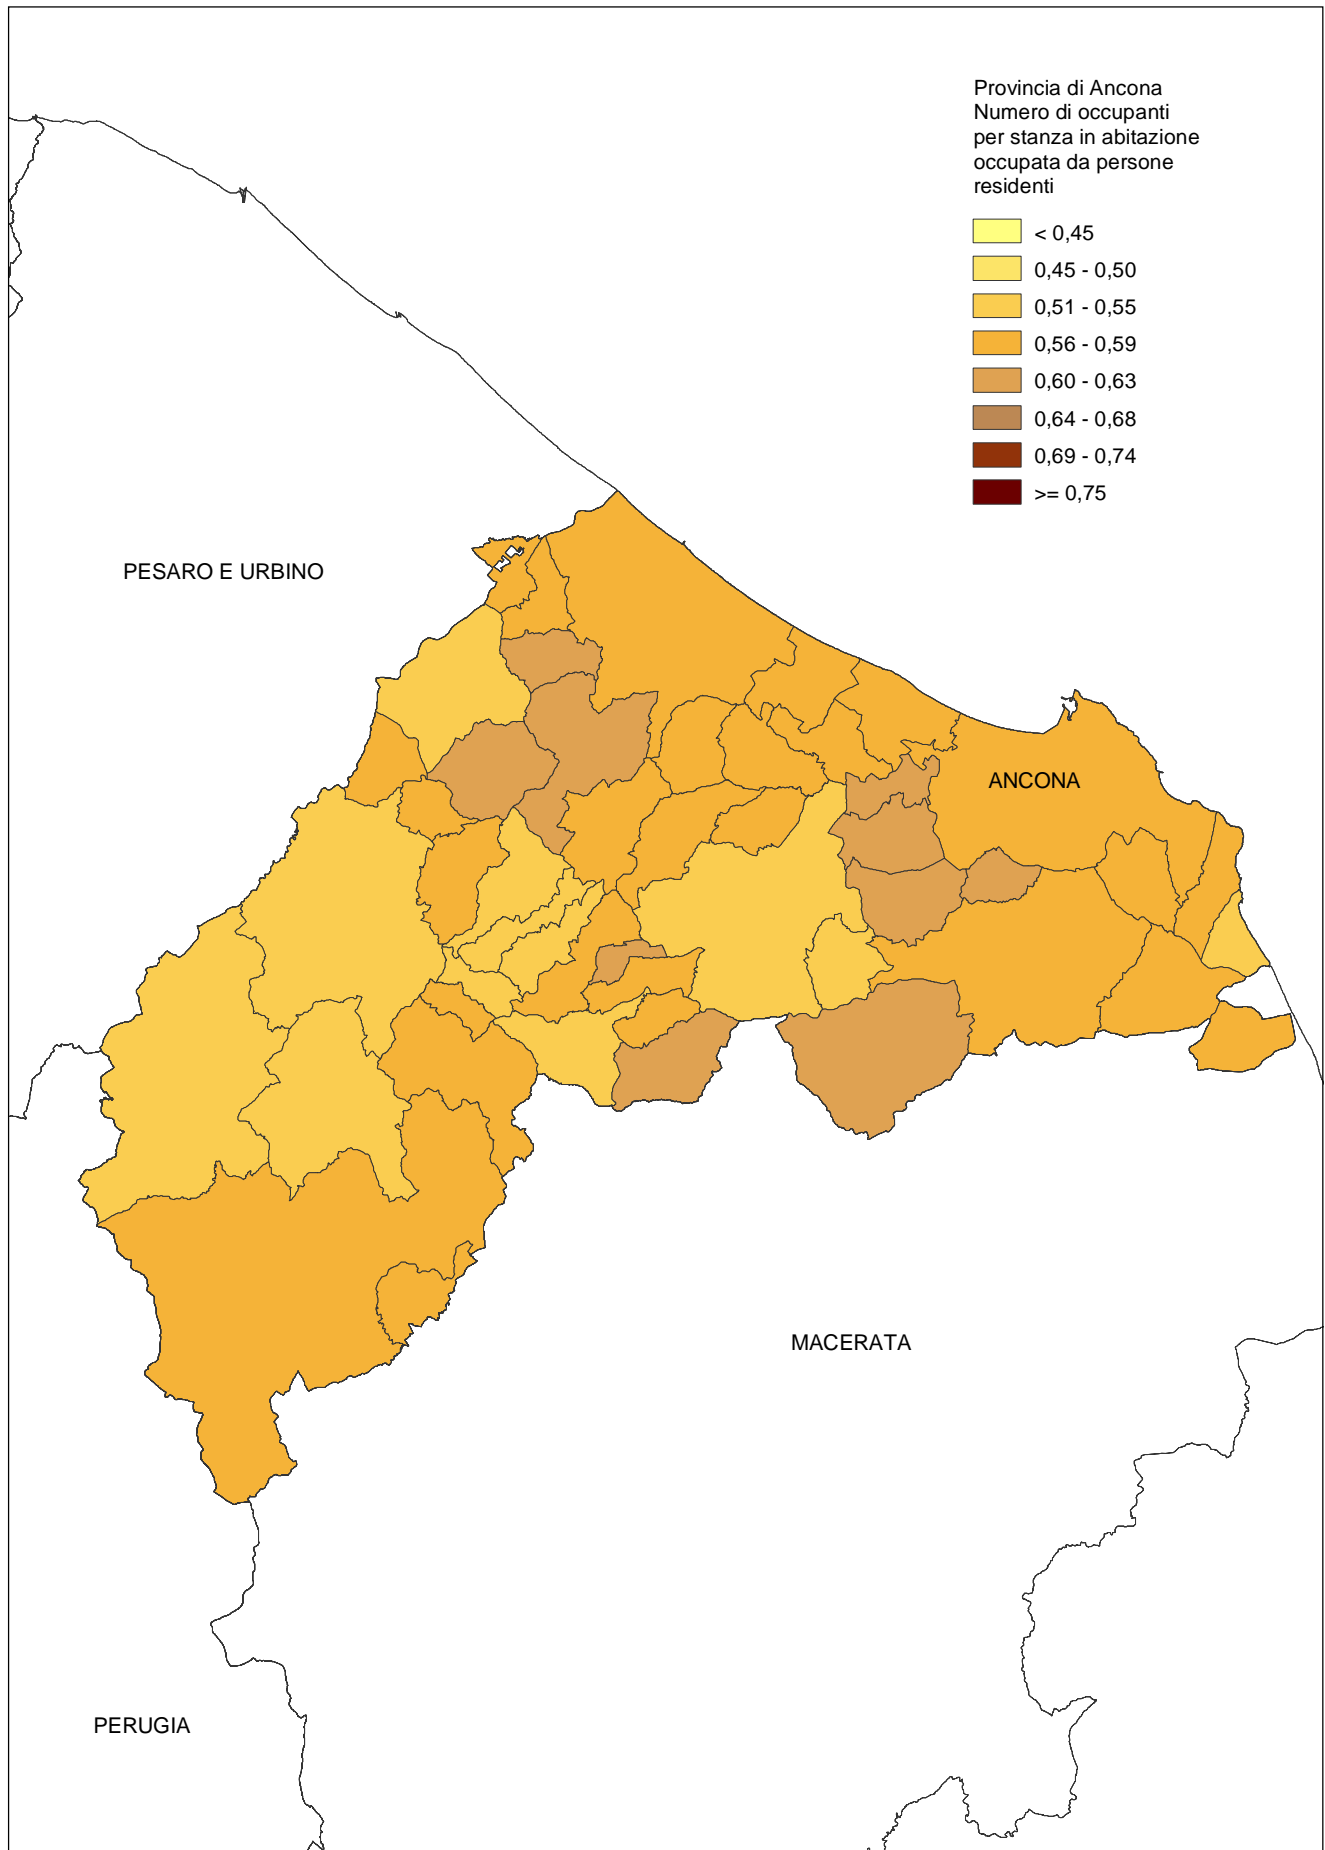 Provincia di Ancona
Numero di occupanti
per stanza in abitazione
occupata da persone
residenti
< 0,45
0,45 - 0,50
0,51 - 0,55
0,56 - 0,59
0,60 - 0,63
0,64 - 0,68
0,69 - 0,74
>= 0,75
PESARO E URBINO
ANCONA
MACERATA
PERUGIA